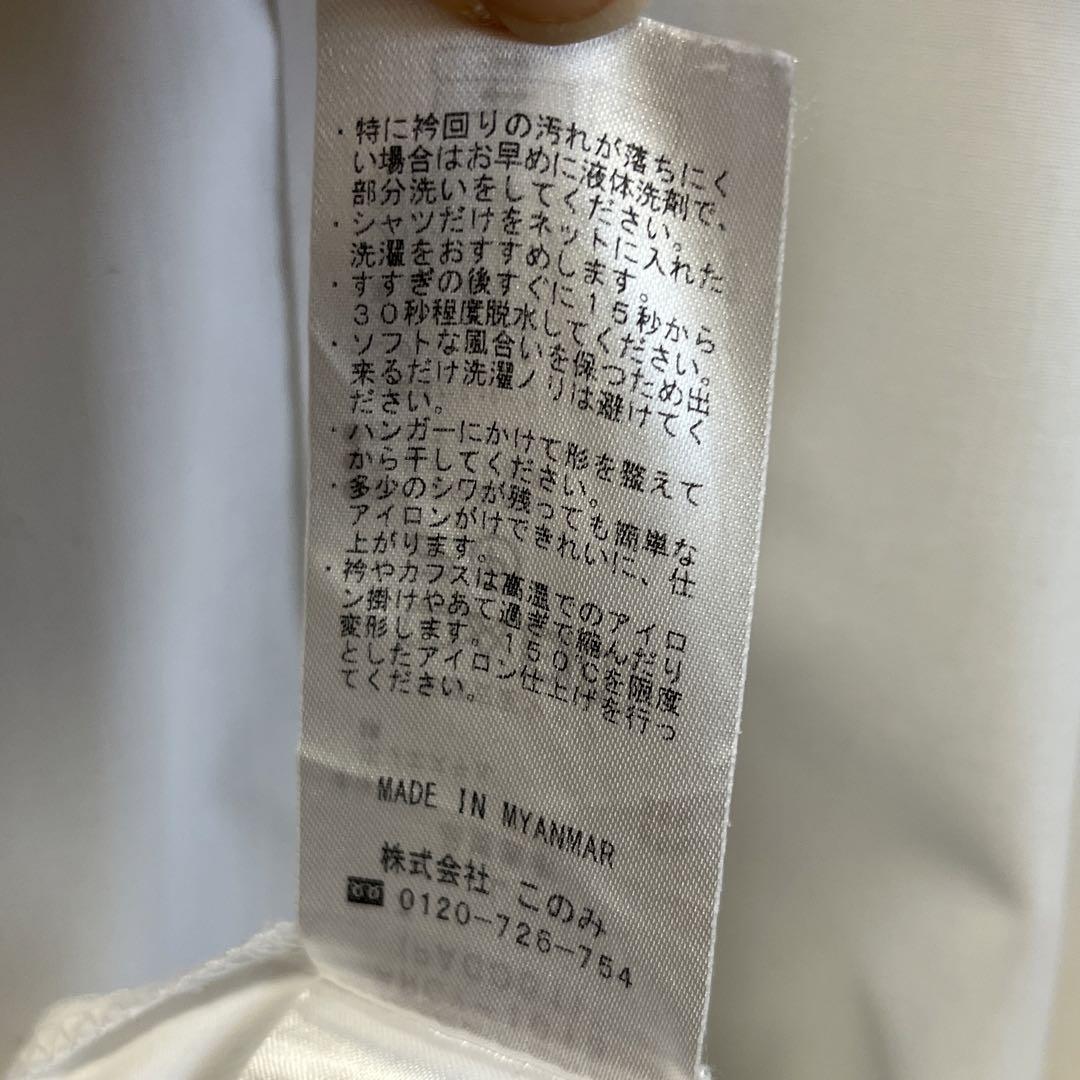 ・特に衿回りの汚れが落ちにく
い場合はお早めに液体洗剤で、
部分洗いをしてください。
・シャツだけをネットに入れた
洗濯をおすすめします。
・すすぎの後すぐに15秒から
30秒程度脱水してください。
・ソフトな風合いを保つため出
来るだけ洗濯ノリは避けてく
ださい。
・ハンガーにかけて形を整えて
から干してください。
・多少のシワが残っても簡単な
アイロンがけできれいに、仕
上がります。
・衿やカフスは高温でのアイロ
ン掛けやあて過ぎで縮んだり
変形します。150℃を限度
としたアイロン仕上げを行っ
てください。
MADE IN MYANMAR
株式会社 このみ
0120-726-754